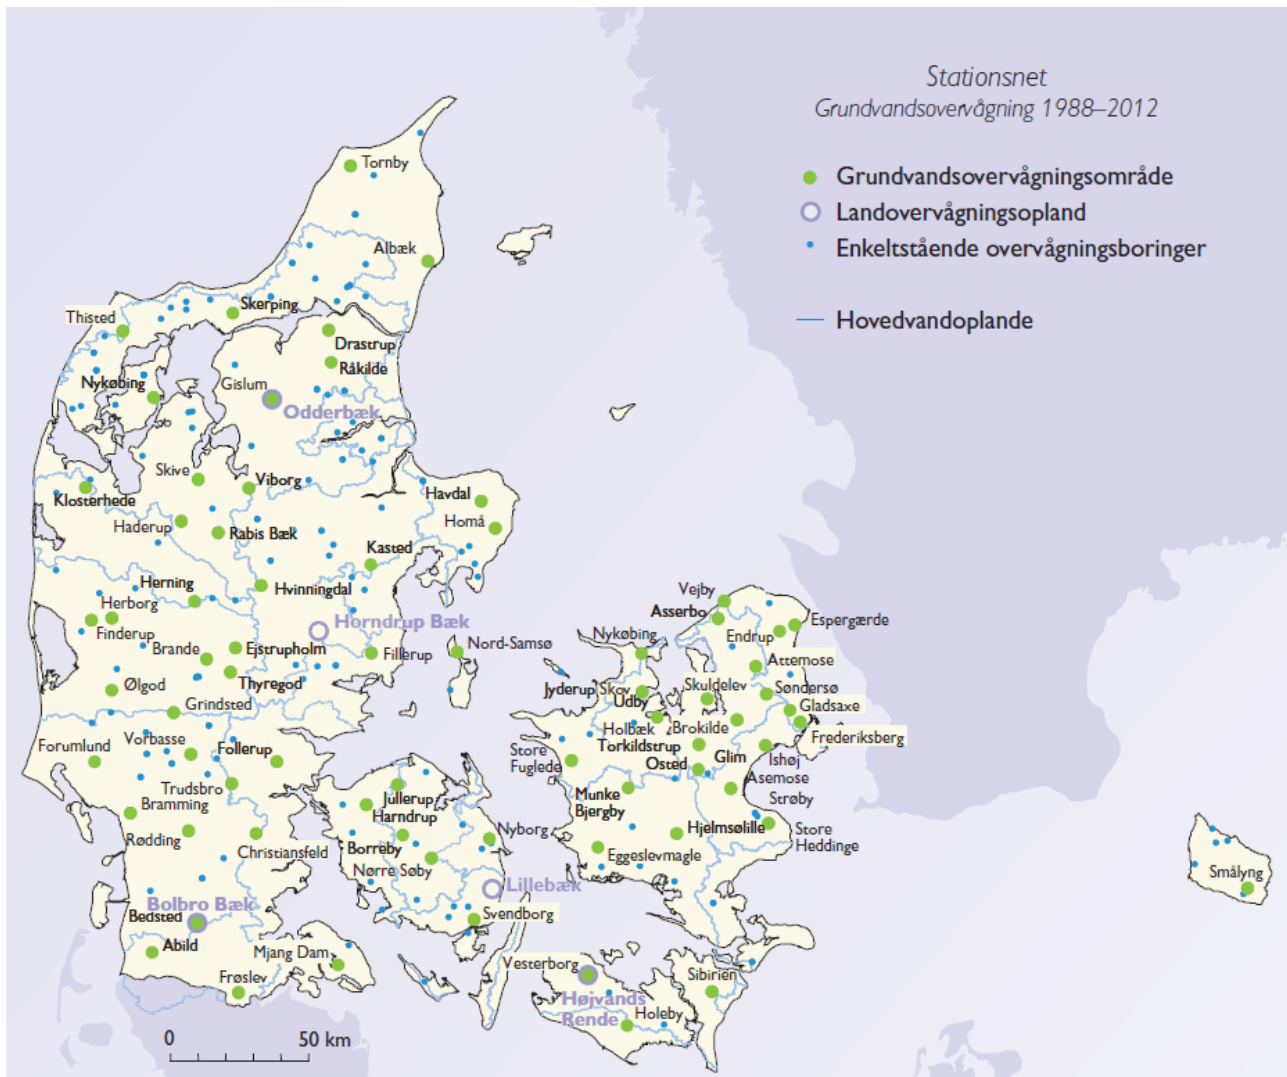 Stationsnet
Grundvandsovervågning 1988–2012
Grundvandsovervågningsområde
Landovervågningsopland
Enkeltstående overvågningsboringer
Hovedvandoplande
Tornby
Albæk
Skerping
Thisted
Drastrup
Råkilde
Nykøbing
Gislum
Odderbæk
Skive
Viborg
Klosterhede
Havdal
Homå
Haderup
Rabis Bæk
Kasted
Herning
Hvinningdal
Herborg
Finderup
Horndrup Bæk
Brande
Ejstrupholm
Fillerup
Nord-Samsø
Thyregod
Ølgod
Grindsted
Forumlund
Vorbasse
Follerup
Trudsbro
Bramming
Rødding
Christiansfeld
Bolbro Bæk
Bedsted
Abild
Mjang Dam
Frøslev
Jullerup
Harndrup
Borreby
Nørre Søby
Nyborg
Lillebæk
Svendborg
Vejby
Asserbo
Espergærde
Endrup
Nykøbing
Attemose
Jyderup Skov
Udby
Skuldelev
Søndersø
Gladsaxe
Holbæk
Brokilde
Frederiksberg
Store
Fuglede
Torkildstrup
Osted
Glim
Ishøj
Asemose
Munke
Bjergby
Strøby
Hjelmsølille
Store
Heddinge
Eggeslevmagle
Smålyng
Vesterborg
Sibirien
Højvands
Rende
Holeby
0
50 km